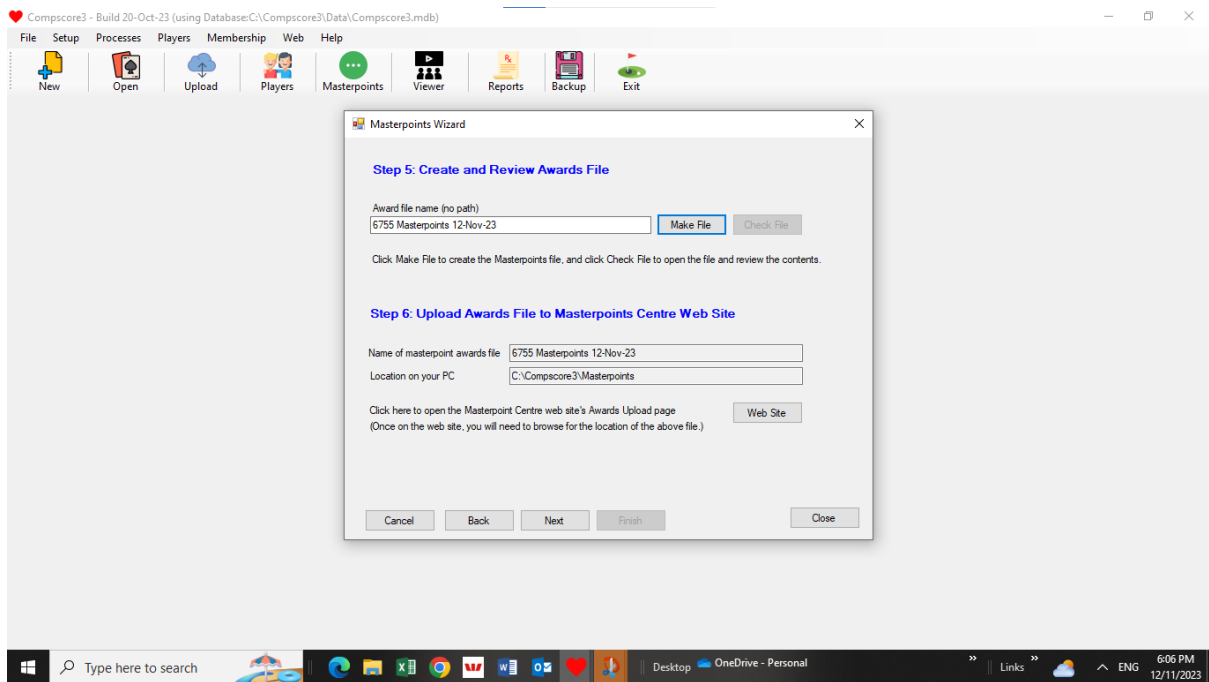 Compscore3 - Build 20-Oct-23 (using Database:C:\Compscore3\Data\Compscore3.mdb)
File Setup Processes Players Membership Web Help
New Open Upload Players Masterpoints Viewer Reports Backup Exit
Masterpoints Wizard
Step 5: Create and Review Awards File
Award file name (no path)
6755 Masterpoints 12-Nov-23 Make File Check File
Click Make File to create the Masterpoints file, and click Check File to open the file and review the contents.
Step 6: Upload Awards File to Masterpoints Centre Web Site
Name of masterpoint awards file 6755 Masterpoints 12-Nov-23
Location on your PC C:\Compscore3\Masterpoints
Click here to open the Masterpoint Centre web site's Awards Upload page Web Site
(Once on the web site, you will need to browse for the location of the above file.)
Cancel Back Next Finish Close
Type here to search Desktop OneDrive - Personal Links ENG 6:06 PM
12/11/2023